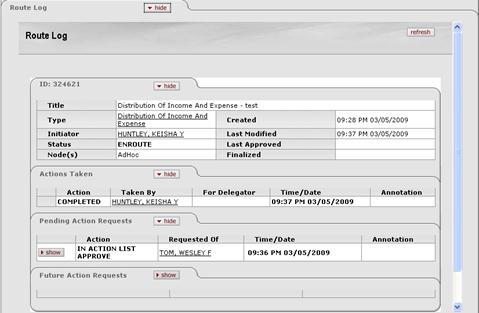 Route Log hide
Route Log refresh
ID: 324621 hide
Title Distribution Of Income And Expense - test
Type Distribution Of Income And Expense Created 09:28 PM 03/05/2009
Initiator HUNTLEY, KEISHA Y Last Modified 09:37 PM 03/05/2009
Status ENROUTE Last Approved
Node(s) AdHoc Finalized
Actions Taken hide
Action Taken By For Delegator Time/Date Annotation
COMPLETED HUNTLEY, KEISHA Y 09:37 PM 03/05/2009
Pending Action Requests hide
Action Requested Of Time/Date Annotation
show IN ACTION LIST APPROVE TOM, WESLEY F 09:36 PM 03/05/2009
Future Action Requests show